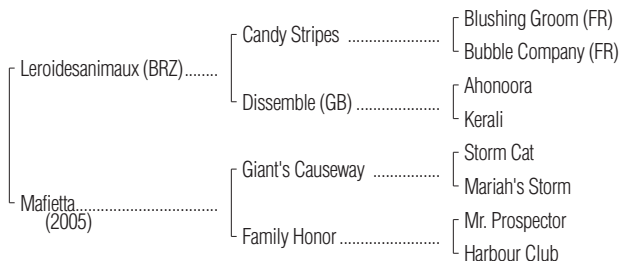 Blushing Groom (FR)
Candy Stripes ......................
Bubble Company (FR)
Leroidesanimaux (BRZ)........
Ahonoora
Dissemble (GB) ....................
Kerali
Storm Cat
Giant's Causeway ................
Mariah's Storm
Mafietta...........................
(2005)
Mr. Prospector
Family Honor ........................
Harbour Club